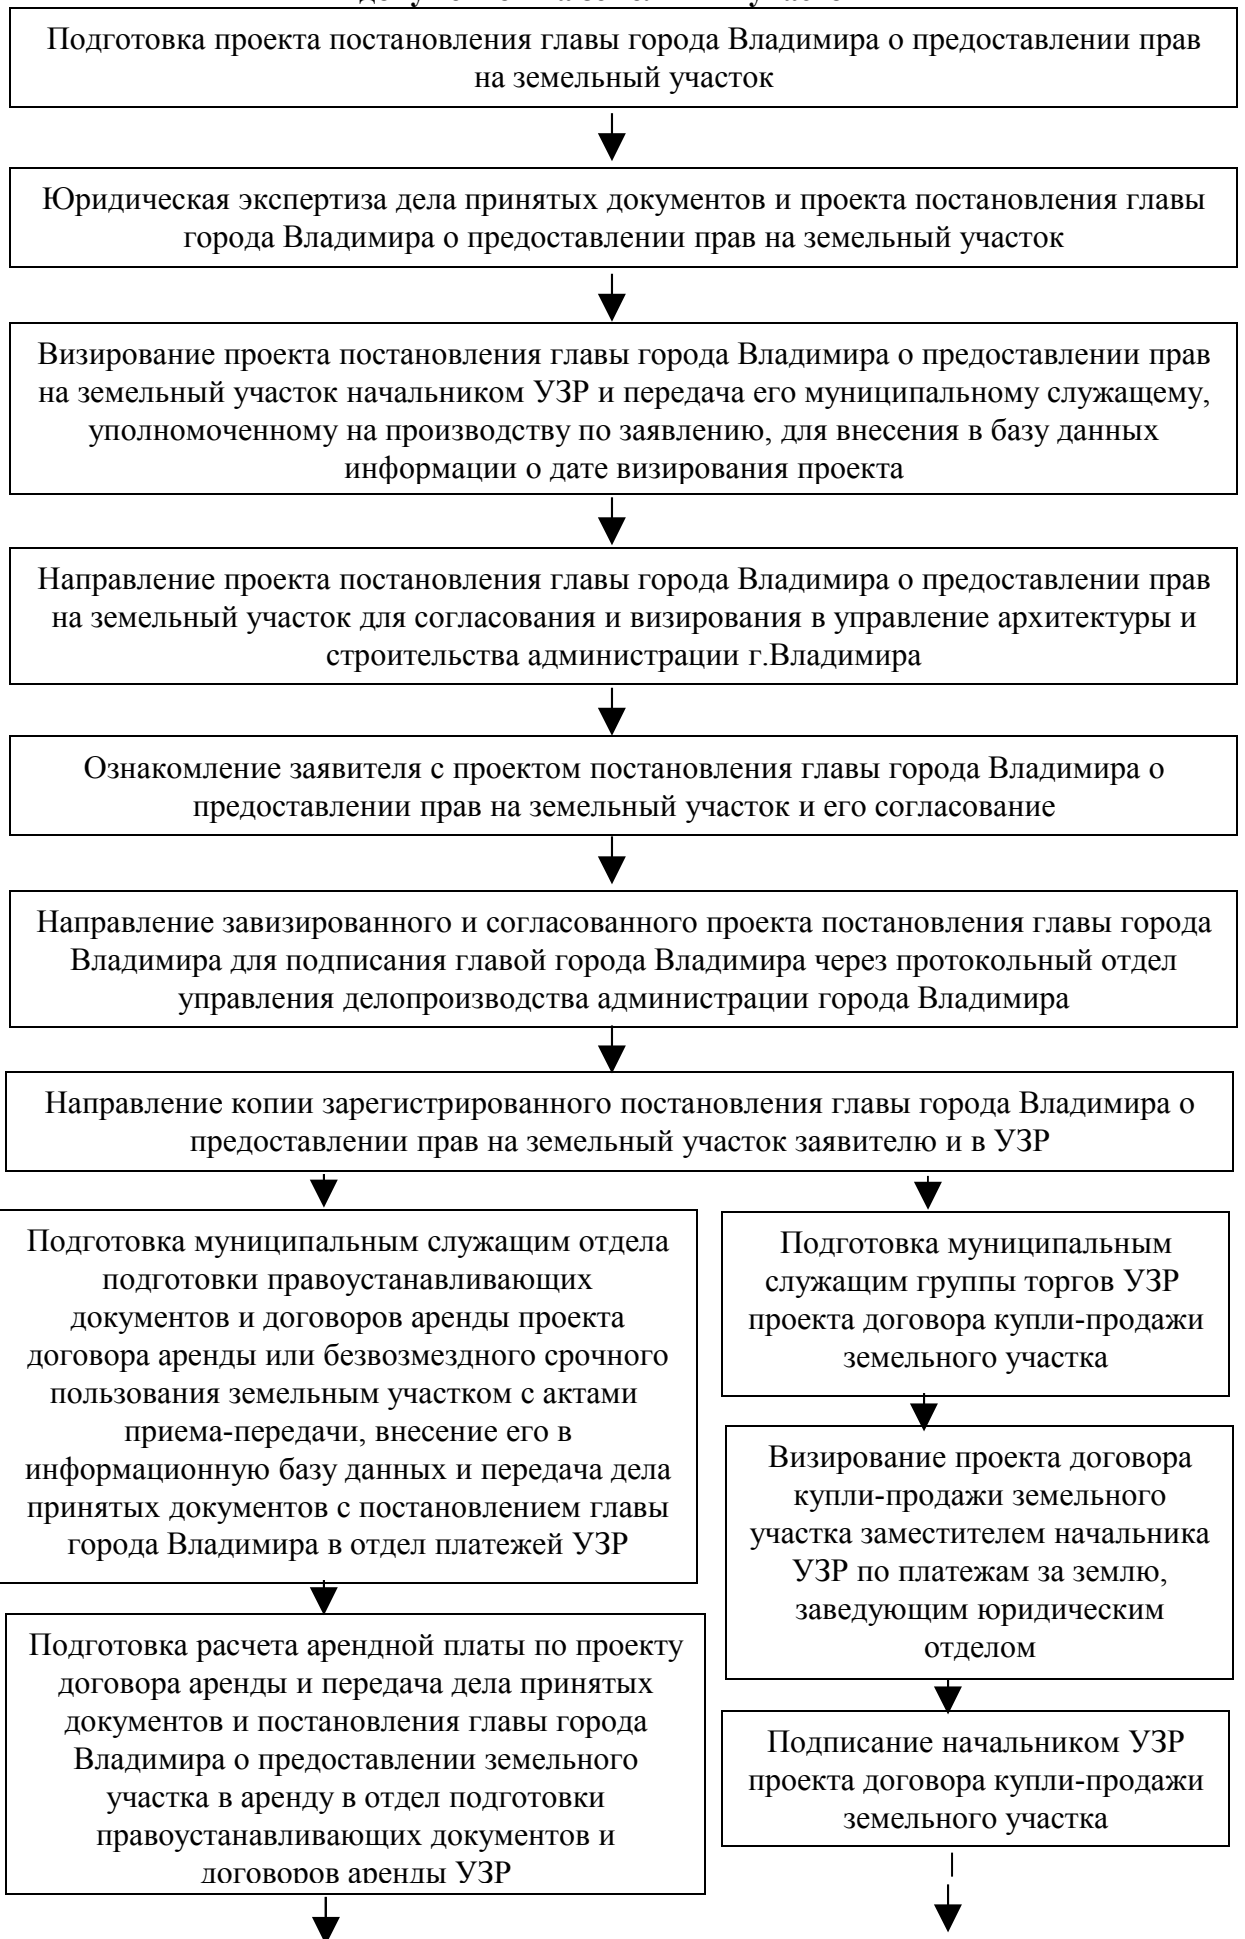 Подготовка проекта постановления главы города Владимира о предоставлении прав
на земельный участок
Юридическая экспертиза дела принятых документов и проекта постановления главы
города Владимира о предоставлении прав на земельный участок
Визирование проекта постановления главы города Владимира о предоставлении прав
на земельный участок начальником УЗР и передача его муниципальному служащему,
уполномоченному на производству по заявлению, для внесения в базу данных
информации о дате визирования проекта
Направление проекта постановления главы города Владимира о предоставлении прав
на земельный участок для согласования и визирования в управление архитектуры и
строительства администрации г.Владимира
Ознакомление заявителя с проектом постановления главы города Владимира о
предоставлении прав на земельный участок и его согласование
Направление завизированного и согласованного проекта постановления главы города
Владимира для подписания главой города Владимира через протокольный отдел
управления делопроизводства администрации города Владимира
Направление копии зарегистрированного постановления главы города Владимира о
предоставлении прав на земельный участок заявителю и в УЗР
Подготовка муниципальным служащим отдела
подготовки правоустанавливающих
документов и договоров аренды проекта
договора аренды или безвозмездного срочного
пользования земельным участком с актами
приема-передачи, внесение его в
информационную базу данных и передача дела
принятых документов с постановлением главы
города Владимира в отдел платежей УЗР
Подготовка расчета арендной платы по проекту
договора аренды и передача дела принятых
документов и постановления главы города
Владимира о предоставлении земельного
участка в аренду в отдел подготовки
правоустанавливающих документов и
договоров аренды УЗР
Подготовка муниципальным
служащим группы торгов УЗР
проекта договора купли-продажи
земельного участка
Визирование проекта договора
купли-продажи земельного
участка заместителем начальника
УЗР по платежам за землю,
заведующим юридическим
отделом
Подписание начальником УЗР
проекта договора купли-продажи
земельного участка